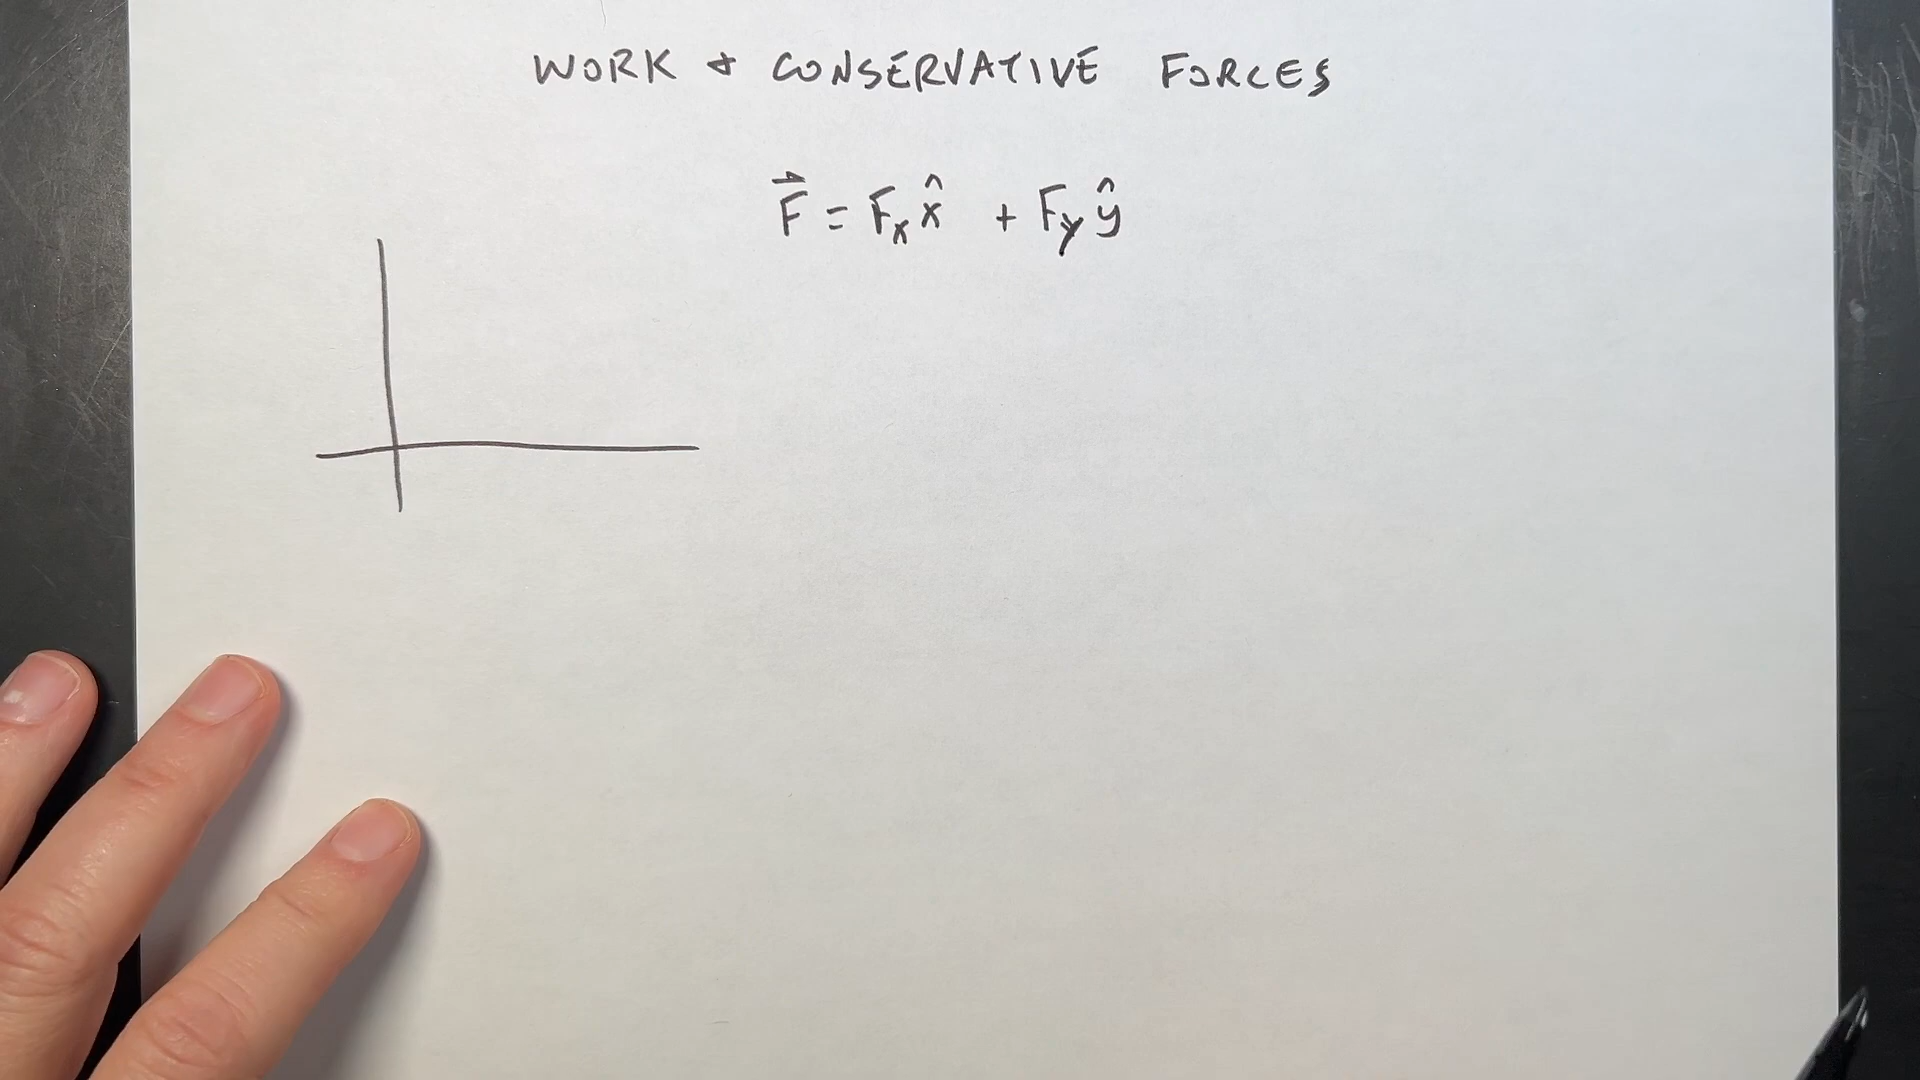 WORK & CONSERVATIVE FORCES
F⃗ = Fₓ x̂ + F_y ŷ